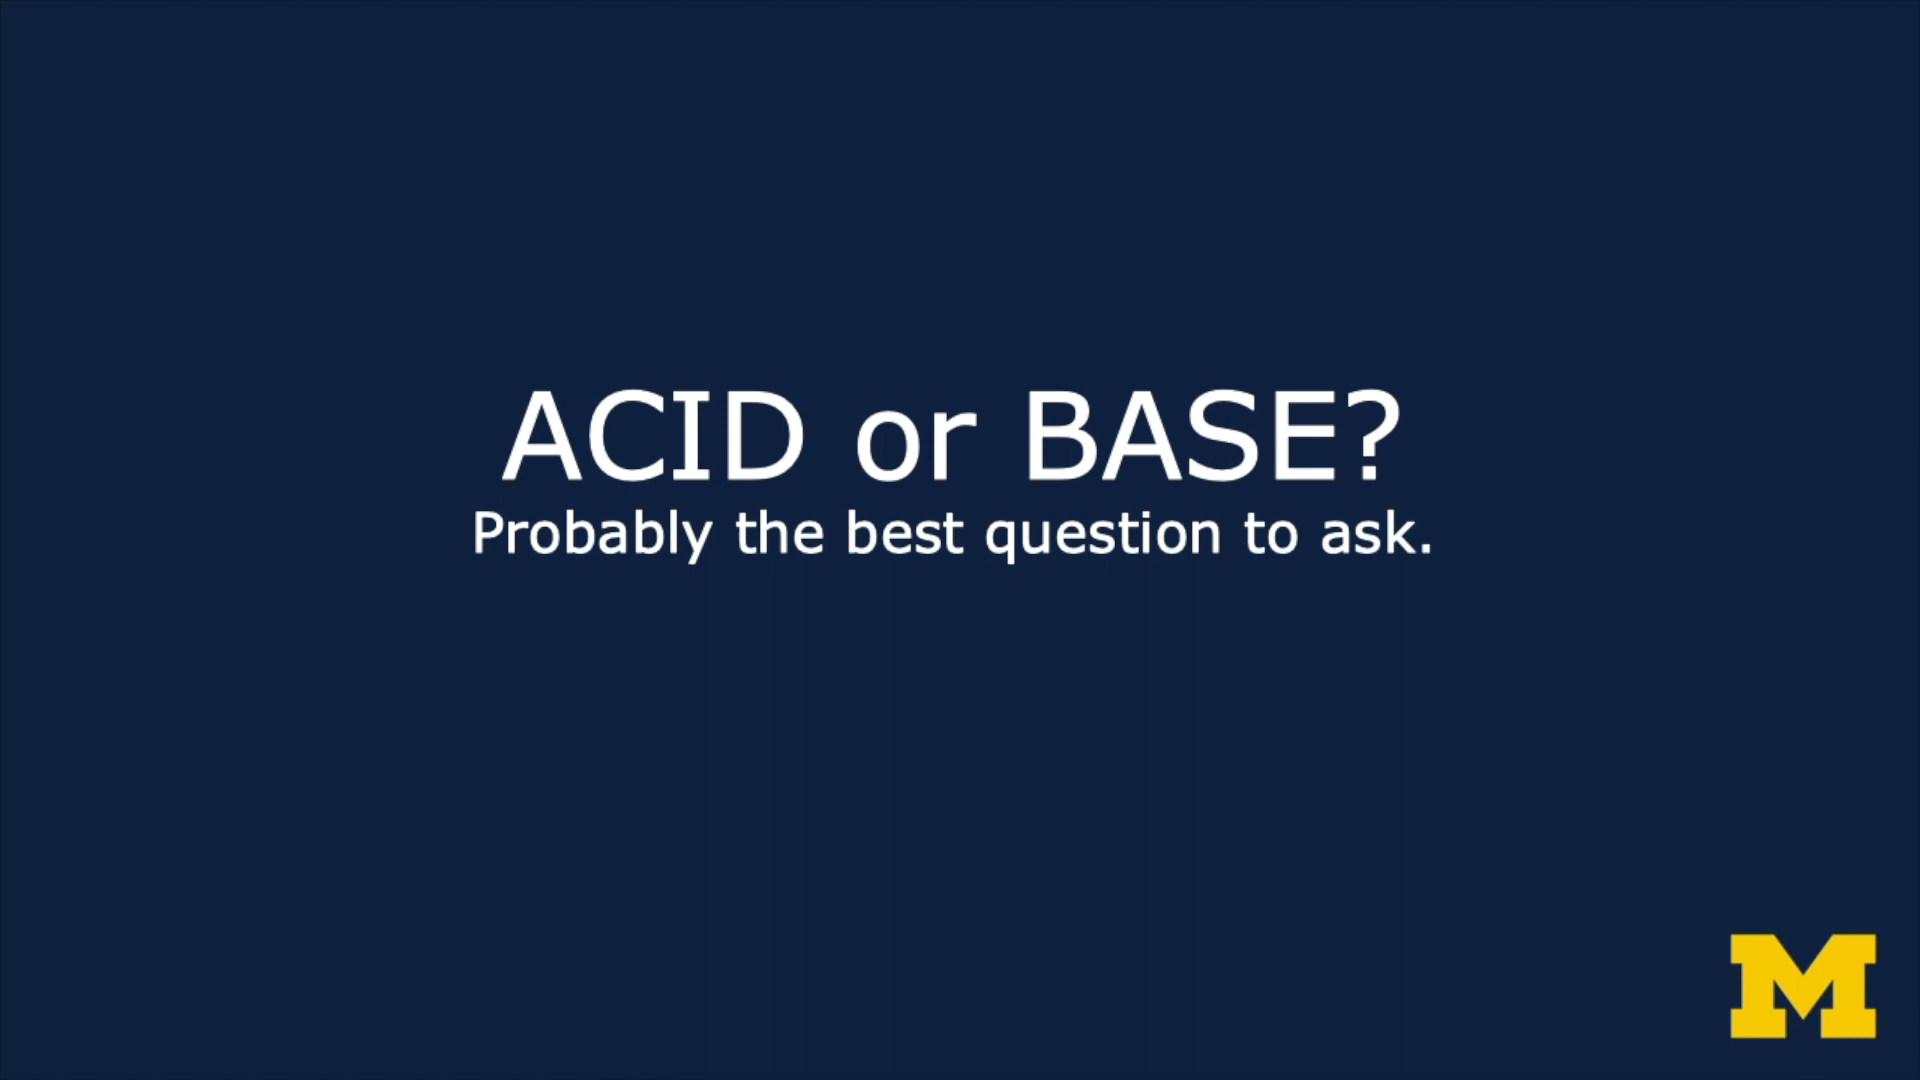 ACID or BASE?
Probably the best question to ask.
M